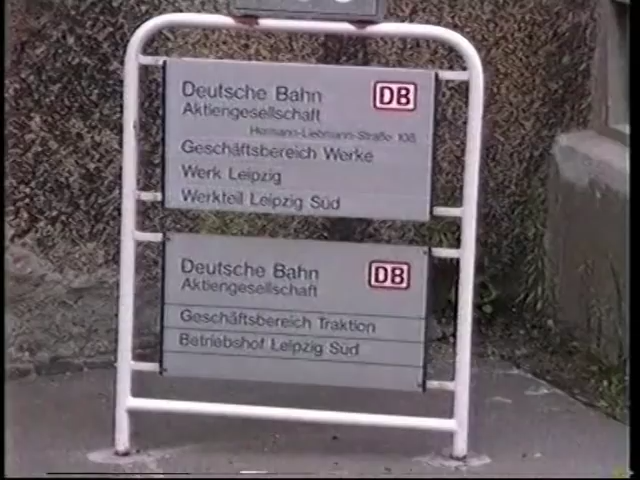 Deutsche Bahn DB
Aktiengesellschaft
Hermann-Liebmann-Straße 108
Geschäftsbereich Werke
Werk Leipzig
Werkteil Leipzig Süd
Deutsche Bahn DB
Aktiengesellschaft
Geschäftsbereich Traktion
Betriebshof Leipzig Süd